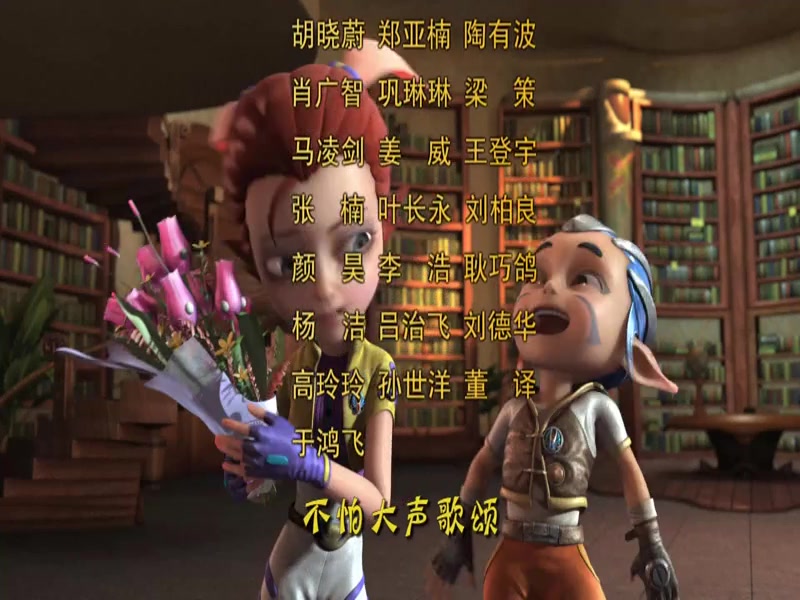 胡晓蔚 郑亚楠 陶有波
肖广智 巩琳琳 梁 策
马凌剑 姜 威 王登宇
张 楠 叶长永 刘柏良
颜 昊 李 浩 耿巧鸽
杨 洁 吕治飞 刘德华
高玲玲 孙世洋 董 译
于鸿飞
不怕大声歌颂